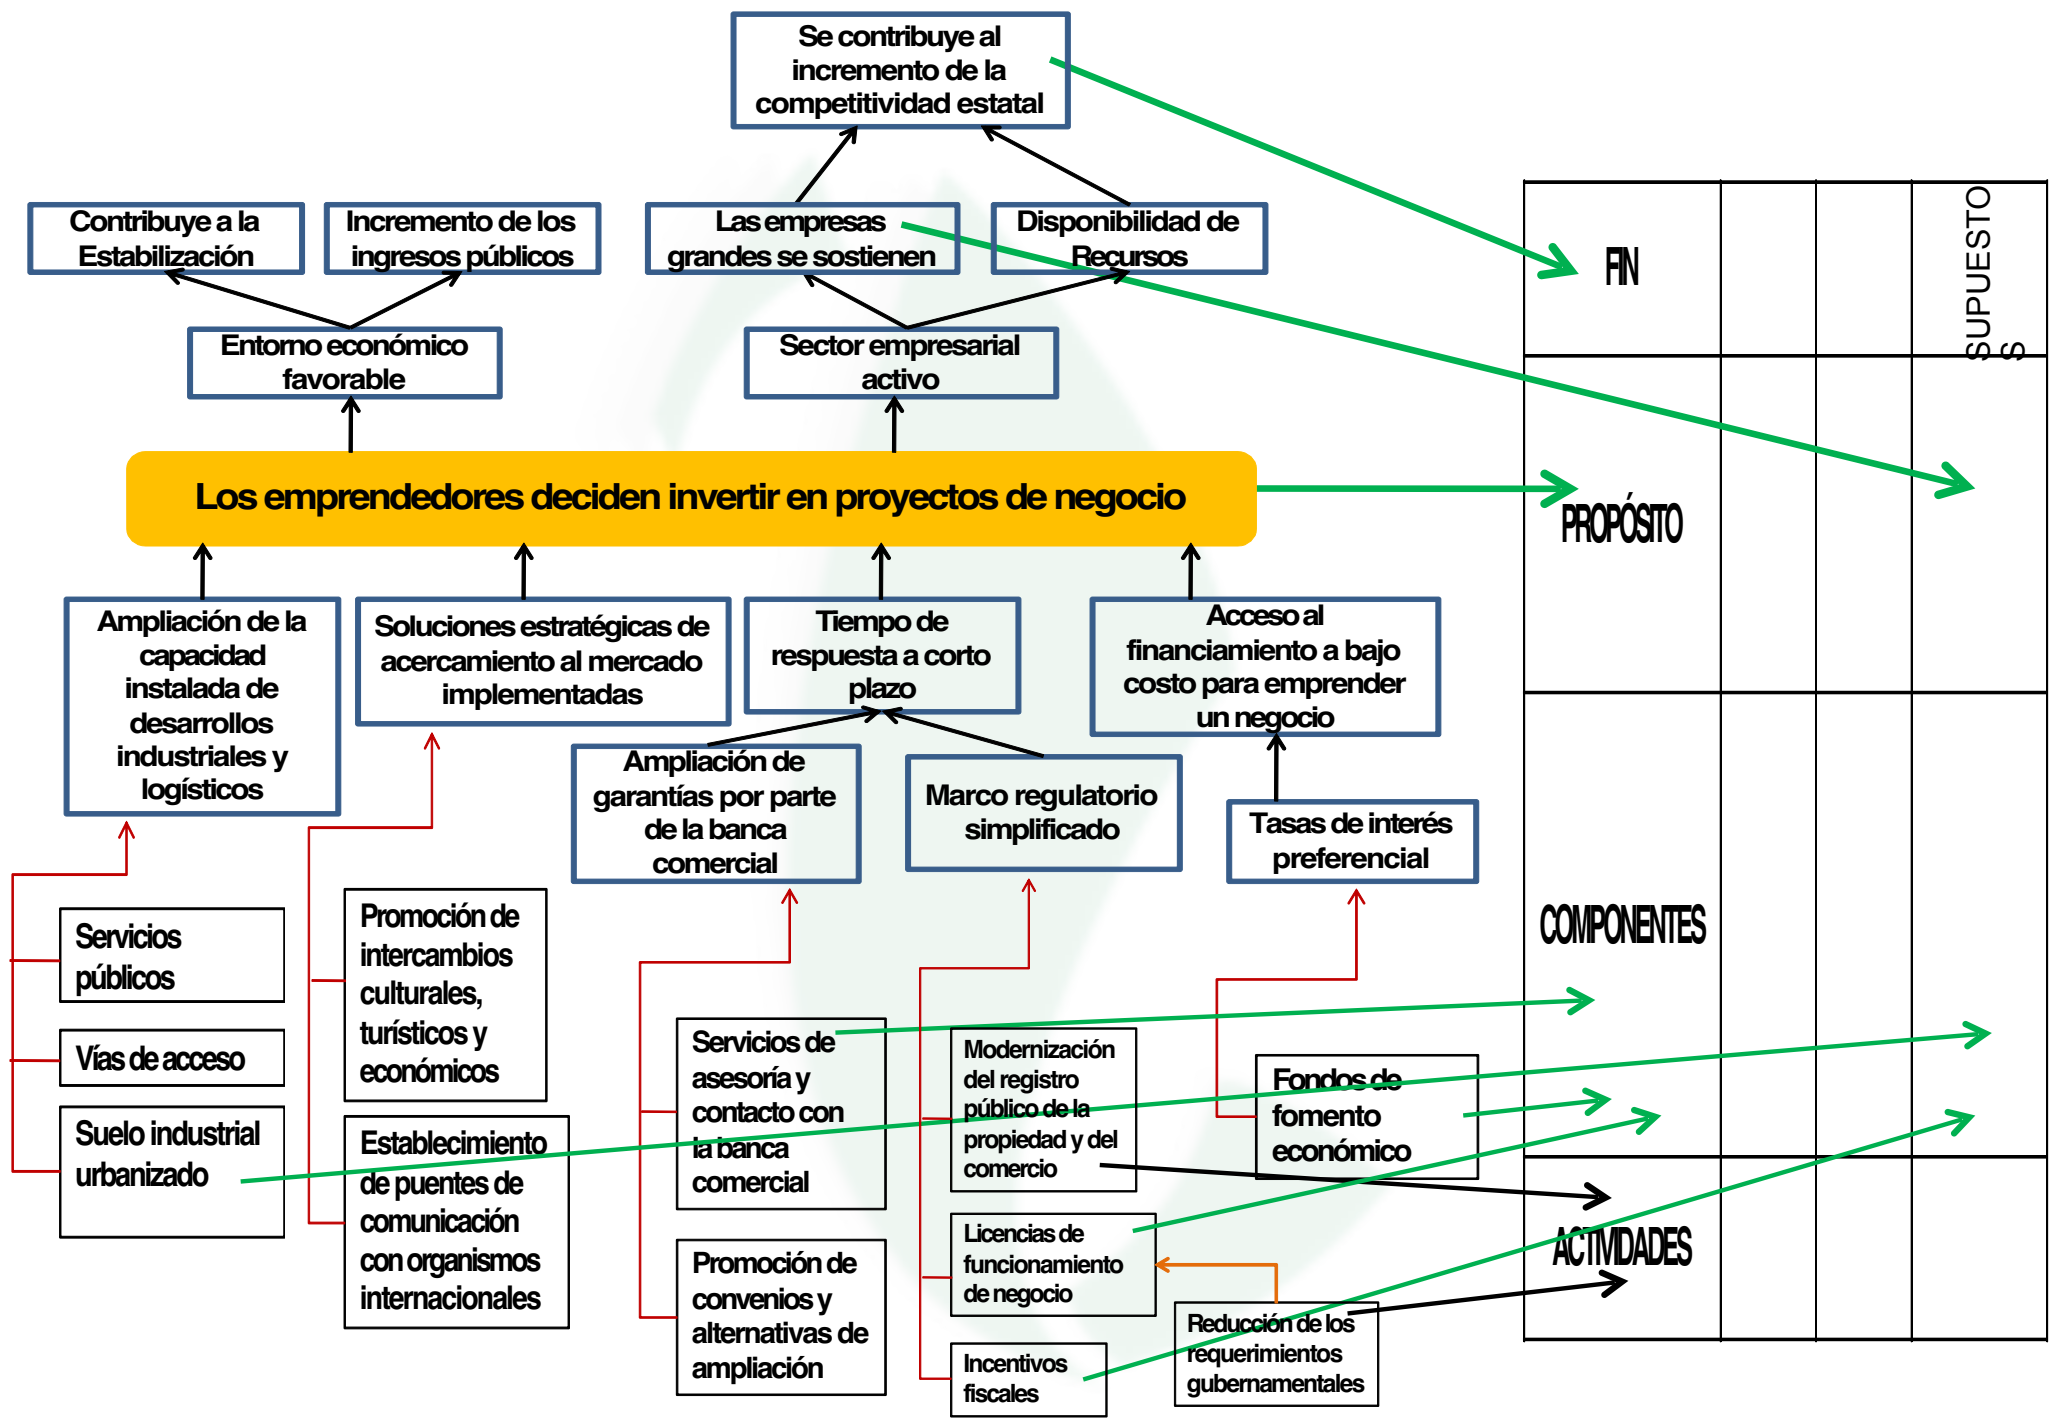 Se contribuye al
incremento de la
competitividad estatal
Contribuye a la
Estabilización
Incremento de los
ingresos públicos
Las empresas
grandes se sostienen
Disponibilidad de
Recursos
Entorno económico
favorable
Sector empresarial
activo
Los emprendedores deciden invertir en proyectos de negocio
Ampliación de la
capacidad
instalada de
desarrollos
industriales y
logísticos
Soluciones estratégicas de
acercamiento al mercado
implementadas
Tiempo de
respuesta a corto
plazo
Acceso al
financiamiento a bajo
costo para emprender
un negocio
Ampliación de
garantías por parte
de la banca
comercial
Marco regulatorio
simplificado
Tasas de interés
preferencial
Servicios
públicos
Vías de acceso
Suelo industrial
urbanizado
Promoción de
intercambios
culturales,
turísticos y
económicos
Establecimiento
de puentes de
comunicación
con organismos
internacionales
Servicios de
asesoría y
contacto con
la banca
comercial
Promoción de
convenios y
alternativas de
ampliación
Modernización
del registro
público de la
propiedad y del
comercio
Licencias de
funcionamiento
de negocio
Incentivos
fiscales
Fondos de
fomento
económico
Reducción de los
requerimientos
gubernamentales
FIN
SUPUESTO
S
PROPÓSITO
COMPONENTES
ACTIVIDADES